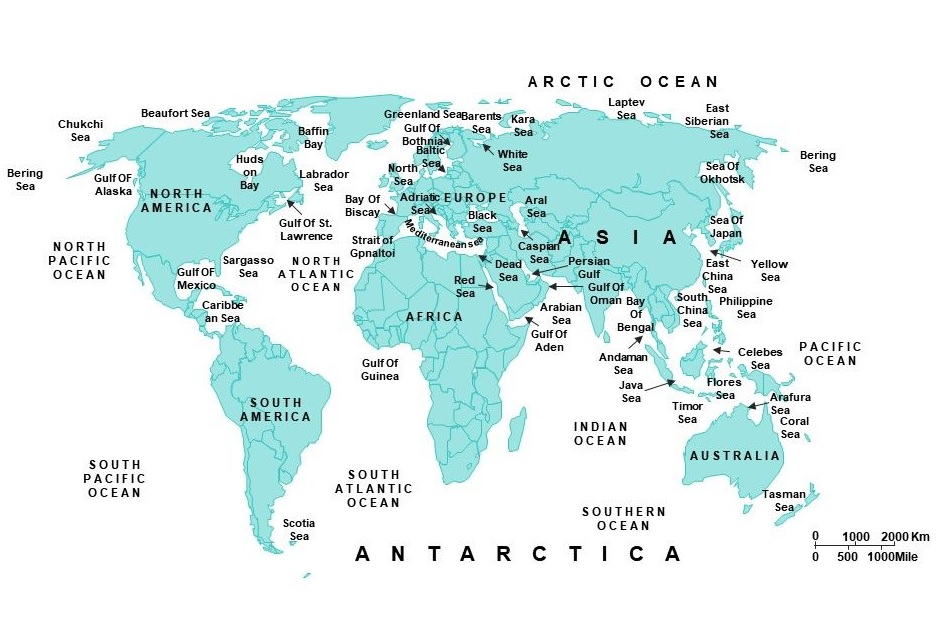 ARCTIC OCEAN
Laptev
Sea
East
Siberian
Sea
Chukchi
Sea
Beaufort Sea
Baffin
Bay
Greenland Sea
Barents
Sea
Kara
Sea
Gulf Of
Bothnia
Baltic
Sea
White
Sea
Bering
Sea
Gulf OF
Alaska
NORTH
AMERICA
Huds
on
Bay
Labrador
Sea
North
Sea
Sea Of
Okhotsk
Bering
Sea
Bay Of
Biscay
Adriatic
Sea
EUROPE
Aral
Sea
Gulf Of St.
Lawrence
Black
Sea
Sea Of
Japan
NORTH
PACIFIC
OCEAN
Strait of
Gpnaltoi
Mediterranean sea
Caspian
Sea
ASIA
Sargasso
Sea
NORTH
ATLANTIC
OCEAN
Gulf OF
Mexico
Dead
Sea
Persian
Gulf
East
China
Sea
Yellow
Sea
Red
Sea
Gulf Of
Oman
Caribbe
an Sea
AFRICA
Arabian
Sea
Bay
Of
Bengal
South
China
Sea
Philippine
Sea
Gulf Of
Aden
Gulf Of
Guinea
Andaman
Sea
Celebes
Sea
PACIFIC
OCEAN
Java
Sea
Flores
Sea
Timor
Sea
Arafura
Sea
Coral
Sea
SOUTH
AMERICA
INDIAN
OCEAN
AUSTRALIA
SOUTH
PACIFIC
OCEAN
SOUTH
ATLANTIC
OCEAN
Tasman
Sea
SOUTHERN
OCEAN
Scotia
Sea
ANTARCTICA
0 1000 2000 Km
0 500 1000Mile